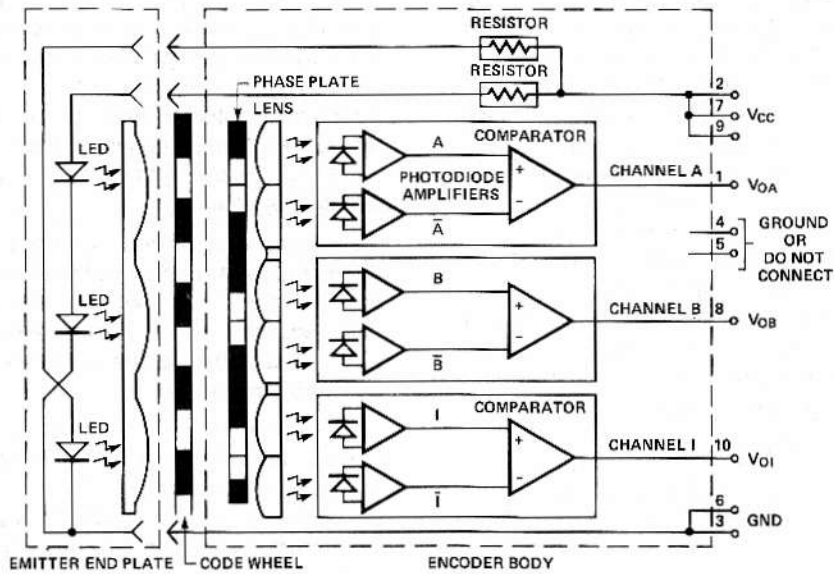 RESISTOR
RESISTOR
PHASE PLATE
LENS
2
7
VCC
9
LED
A
COMPARATOR
PHOTODIODE
AMPLIFIERS
+
−
A̅
CHANNEL A
1
VOA
4
5
GROUND
OR
DO NOT
CONNECT
LED
B
+
−
B̅
CHANNEL B
8
VOB
LED
I
COMPARATOR
+
−
I̅
CHANNEL I
10
VOI
6
3
GND
EMITTER END PLATE
CODE WHEEL
ENCODER BODY